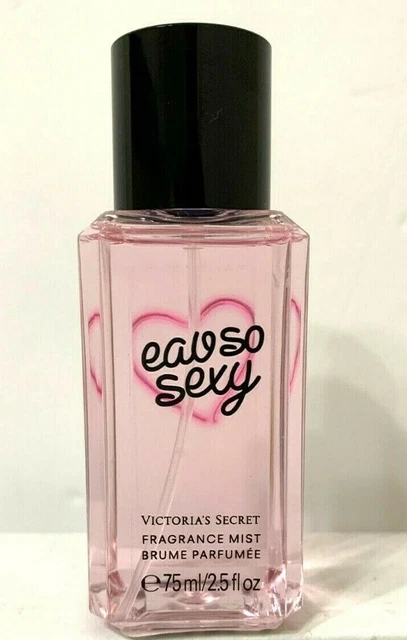 eau so
sexy
VICTORIA'S SECRET
FRAGRANCE MIST
BRUME PARFUMÉE
℮75 ml/2.5 fl oz